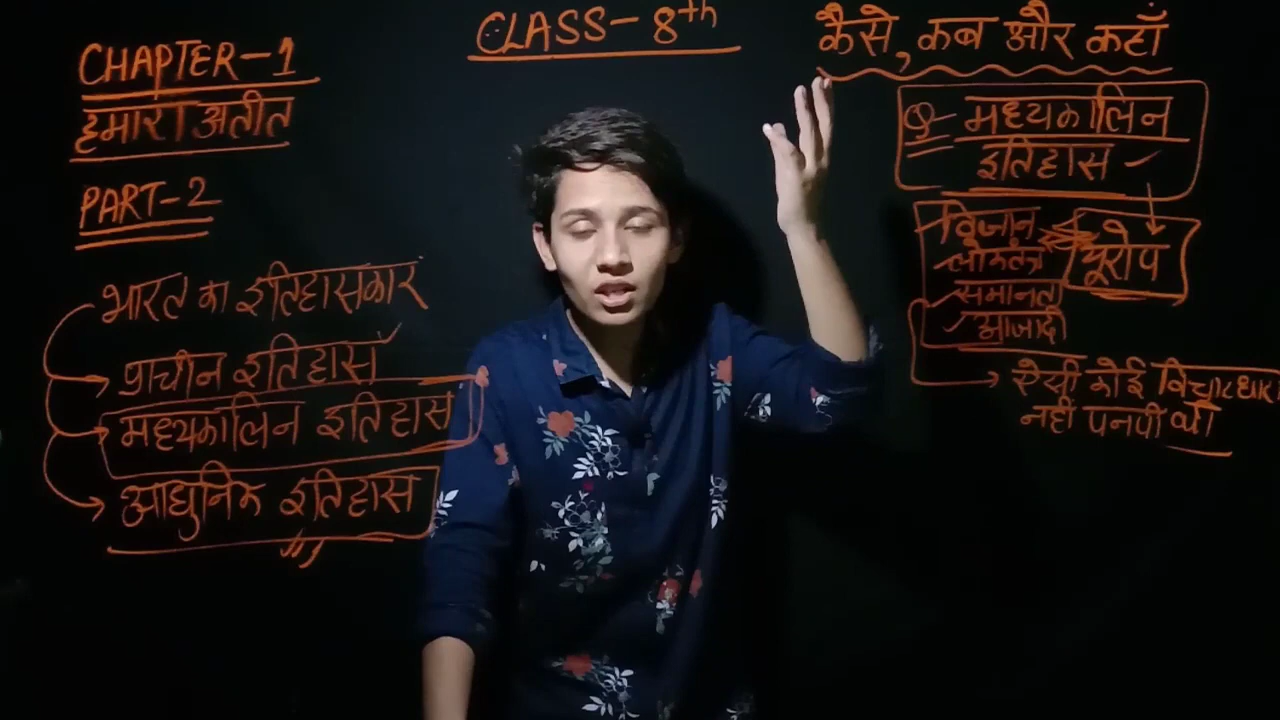 CLASS-8th
CHAPTER-1
हमारा अतीत
PART-2
भारत का इतिहासकार
प्राचीन इतिहास
मध्यकालिन इतिहास
आधुनिक इतिहास
कैसे, कब और कहाँ
Q- मध्यकालिन
इतिहास -
विज्ञान
लोकतंत्र
यूरोप
समानता
आजादी
ऐसी कोई विचारधारा
नहीं पनपी थी